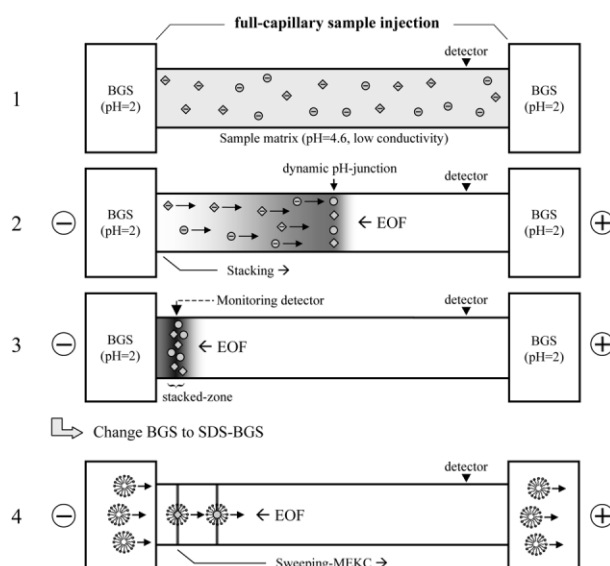 full-capillary sample injection
detector
1
BGS
(pH=2)
BGS
(pH=2)
Sample matrix (pH=4.6, low conductivity)
dynamic pH-junction
detector
2
−
BGS
(pH=2)
← EOF
BGS
(pH=2)
+
Stacking →
Monitoring detector
detector
3
−
BGS
(pH=2)
← EOF
BGS
(pH=2)
+
stacked-zone
Change BGS to SDS-BGS
detector
4
−
← EOF
+
Sweeping-MEKC →